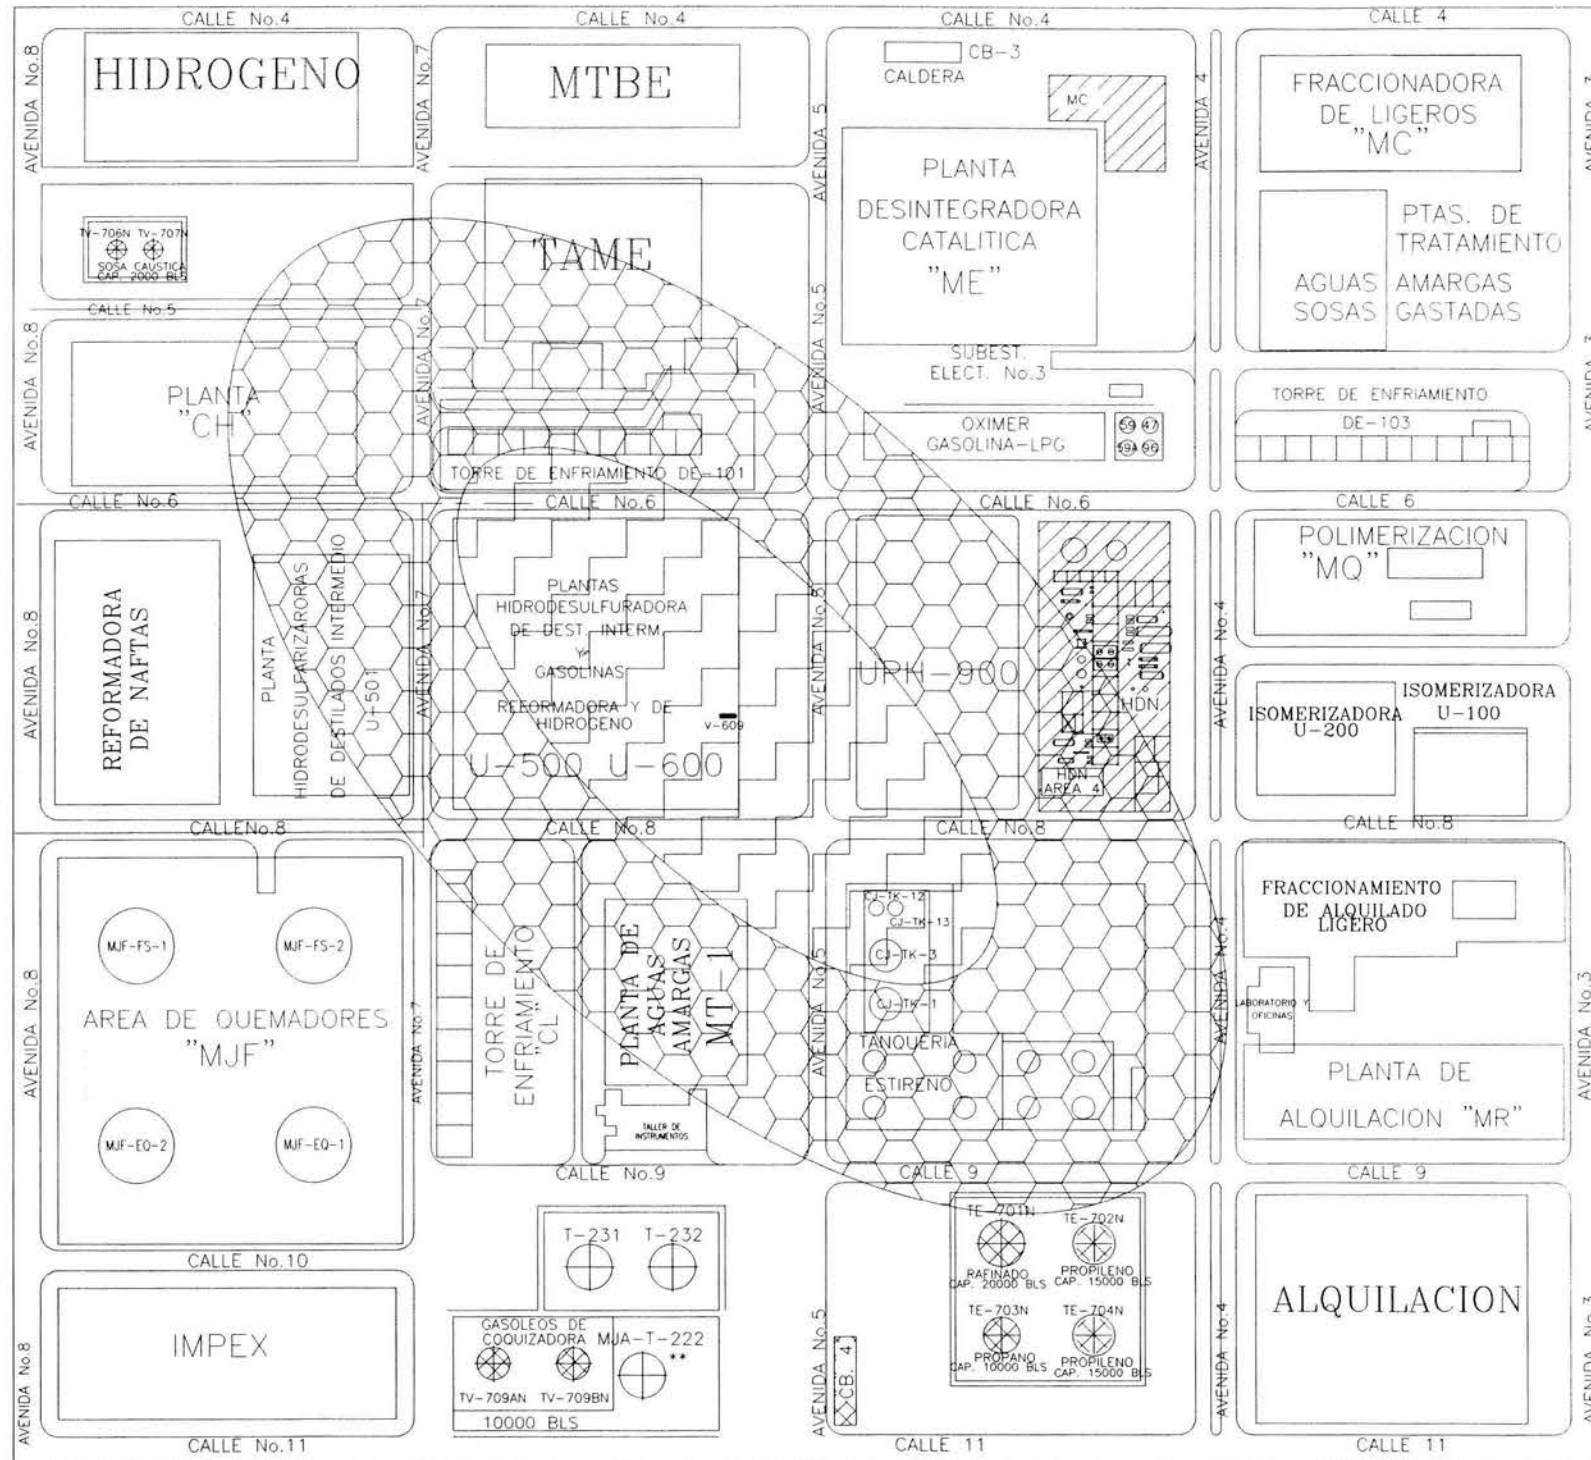 CALLE No.4
CALLE No.4
CALLE No.4
CALLE 4
AVENIDA No.8
HIDROGENO
AVENIDA No.7
MTBE
AVENIDA 5
CB-3
CALDERA
MC
PLANTA
DESINTEGRADORA
CATALITICA
"ME"
AVENIDA 4
FRACCIONADORA
DE LIGEROS
"MC"
AVENIDA 3
PTAS. DE
TRATAMIENTO
AGUAS AMARGAS
SOSAS GASTADAS
TV-706N TV-707N
SOSA CAUSTICA
CAP. 2000 BLS
TAME
CALLE No.5
AVENIDA No.8
PLANTA
"CH"
AVENIDA No.7
AVENIDA No.5
SUBEST.
ELECT. No.3
OXIMER
GASOLINA-LPG
59 47
59A 96
TORRE DE ENFRIAMIENTO
DE-103
AVENIDA 3
TORRE DE ENFRIAMIENTO DE-101
CALLE No.6
CALLE No.6
CALLE No.6
CALLE 6
AVENIDA No.8
REFORMADORA
DE NAFTAS
PLANTA
HIDRODESULFARIZARORAS
DE DESTILADOS INTERMEDIO
U-501
AVENIDA No.7
PLANTAS
HIDRODESULFURADORA
DE DEST. INTERM.
Y
GASOLINAS
REFORMADORA Y DE
HIDROGENO
V-609
U-500 U-600
AVENIDA No.5
UPH-900
HDN
HDN
AREA 4
AVENIDA No.4
POLIMERIZACION
"MQ"
ISOMERIZADORA
U-200
ISOMERIZADORA
U-100
CALLENo.8
CALLE No.8
CALLE No.8
CALLE No.8
AVENIDA No.8
MJF-FS-1
MJF-FS-2
AREA DE QUEMADORES
"MJF"
MJF-EQ-2
MJF-EQ-1
AVENIDA No.7
TORRE DE
ENFRIAMIENTO
"CL"
PLANTA DE
AGUAS
AMARGAS
MT-1
TALLER DE
INSTRUMENTOS
AVENIDA No.5
CJ-TK-12
CJ-TK-13
CJ-TK-3
CJ-TK-1
TANQUERIA
ESTIRENO
AVENIDA No.4
FRACCIONAMIENTO
DE ALQUILADO
LIGERO
LABORATORIO Y
OFICINAS
PLANTA DE
ALQUILACION "MR"
AVENIDA No.3
CALLE No.9
CALLE 9
CALLE 9
CALLE No.10
T-231
T-232
TE-701N
RAFINADO
CAP. 20000 BLS
TE-702N
PROPILENO
CAP. 15000 BLS
TE-703N
PROPANO
CAP. 10000 BLS
TE-704N
PROPILENO
CAP. 15000 BLS
ALQUILACION
AVENIDA No.8
IMPEX
GASOLEOS DE
COQUIZADORA
MJA-T-222
**
TV-709AN TV-709BN
10000 BLS
AVENIDA No.5
CB. 4
AVENIDA No.4
AVENIDA No.3
CALLE No.11
CALLE 11
CALLE 11